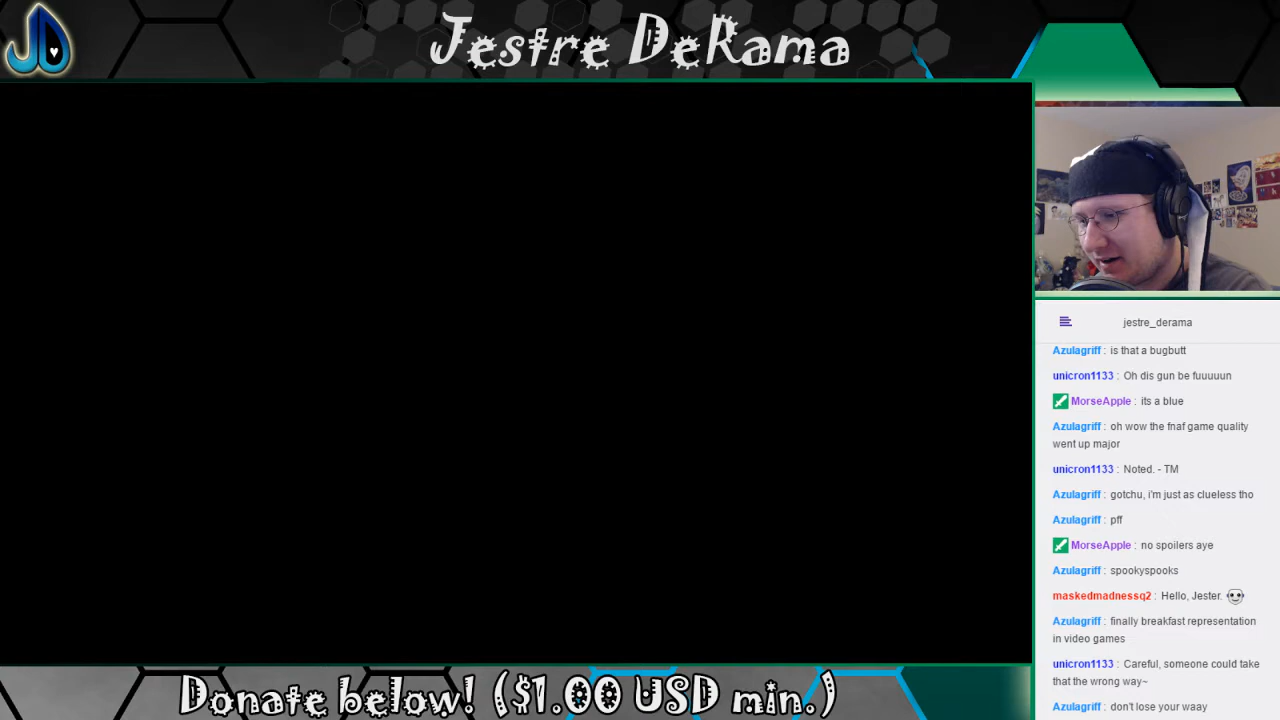 JD
Jestre DeRama
jestre_derama
Azulagriff : is that a bugbutt
unicron1133 : Oh dis gun be fuuuuun
MorseApple : its a blue
Azulagriff : oh wow the fnaf game quality
went up major
unicron1133 : Noted. - TM
Azulagriff : gotchu, i'm just as clueless tho
Azulagriff : pff
MorseApple : no spoilers aye
Azulagriff : spookyspooks
maskedmadnessq2 : Hello, Jester.
Azulagriff : finally breakfast representation
in video games
unicron1133 : Careful, someone could take
that the wrong way~
Azulagriff : don't lose your waay
Donate below! ($1.00 USD min.)